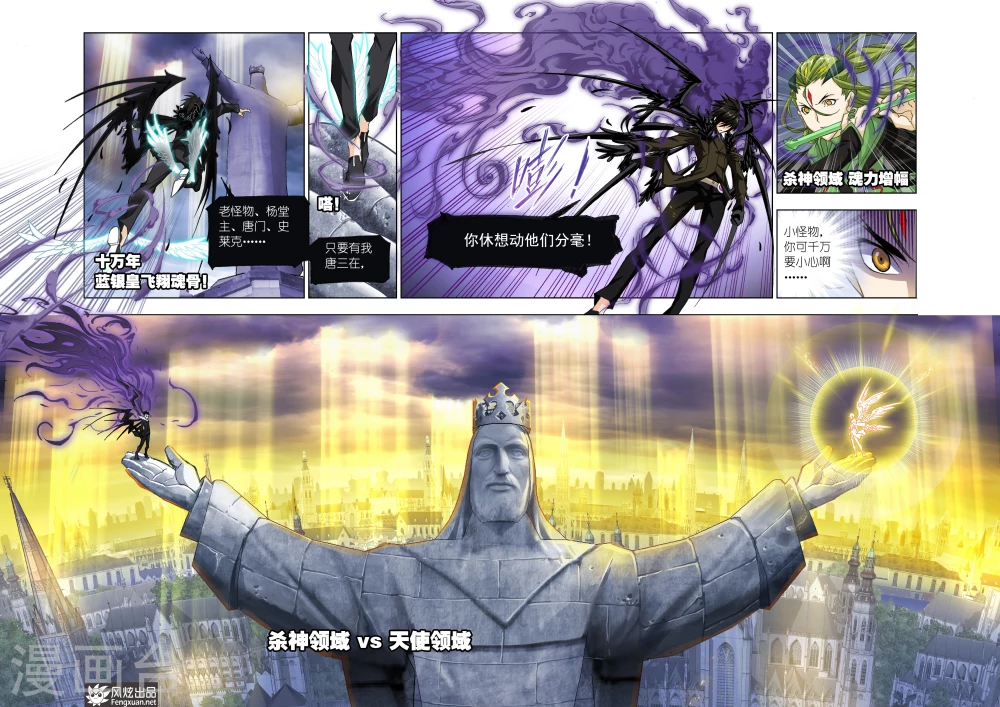 老怪物、杨堂
主、唐门、史
莱克……
十万年
蓝银皇飞翔魂骨！
嗒！
只要有我
唐三在，
嘭！
你休想动他们分毫！
杀神领域 魂力增幅
小怪物，
你可千万
要小心啊
……
杀神领域 vs 天使领域
漫画台
风炫出品
Fengxuan.net